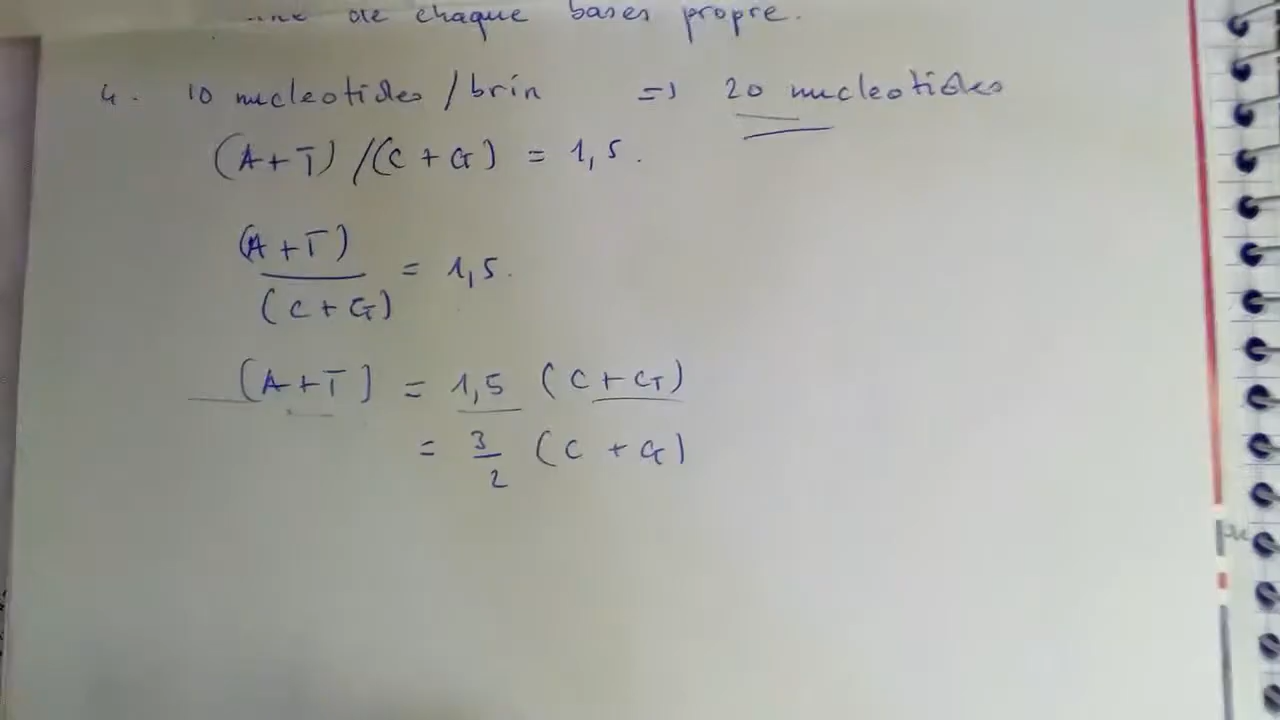 de chaque bases propre.
4. 10 nucleotides / brin => 20 nucleotides
(A+T) /(C + G) = 1,5.
(A+T)
= 1,5.
(C + G)
(A+T) = 1,5 (C+G)
= 3/2 (C + G)